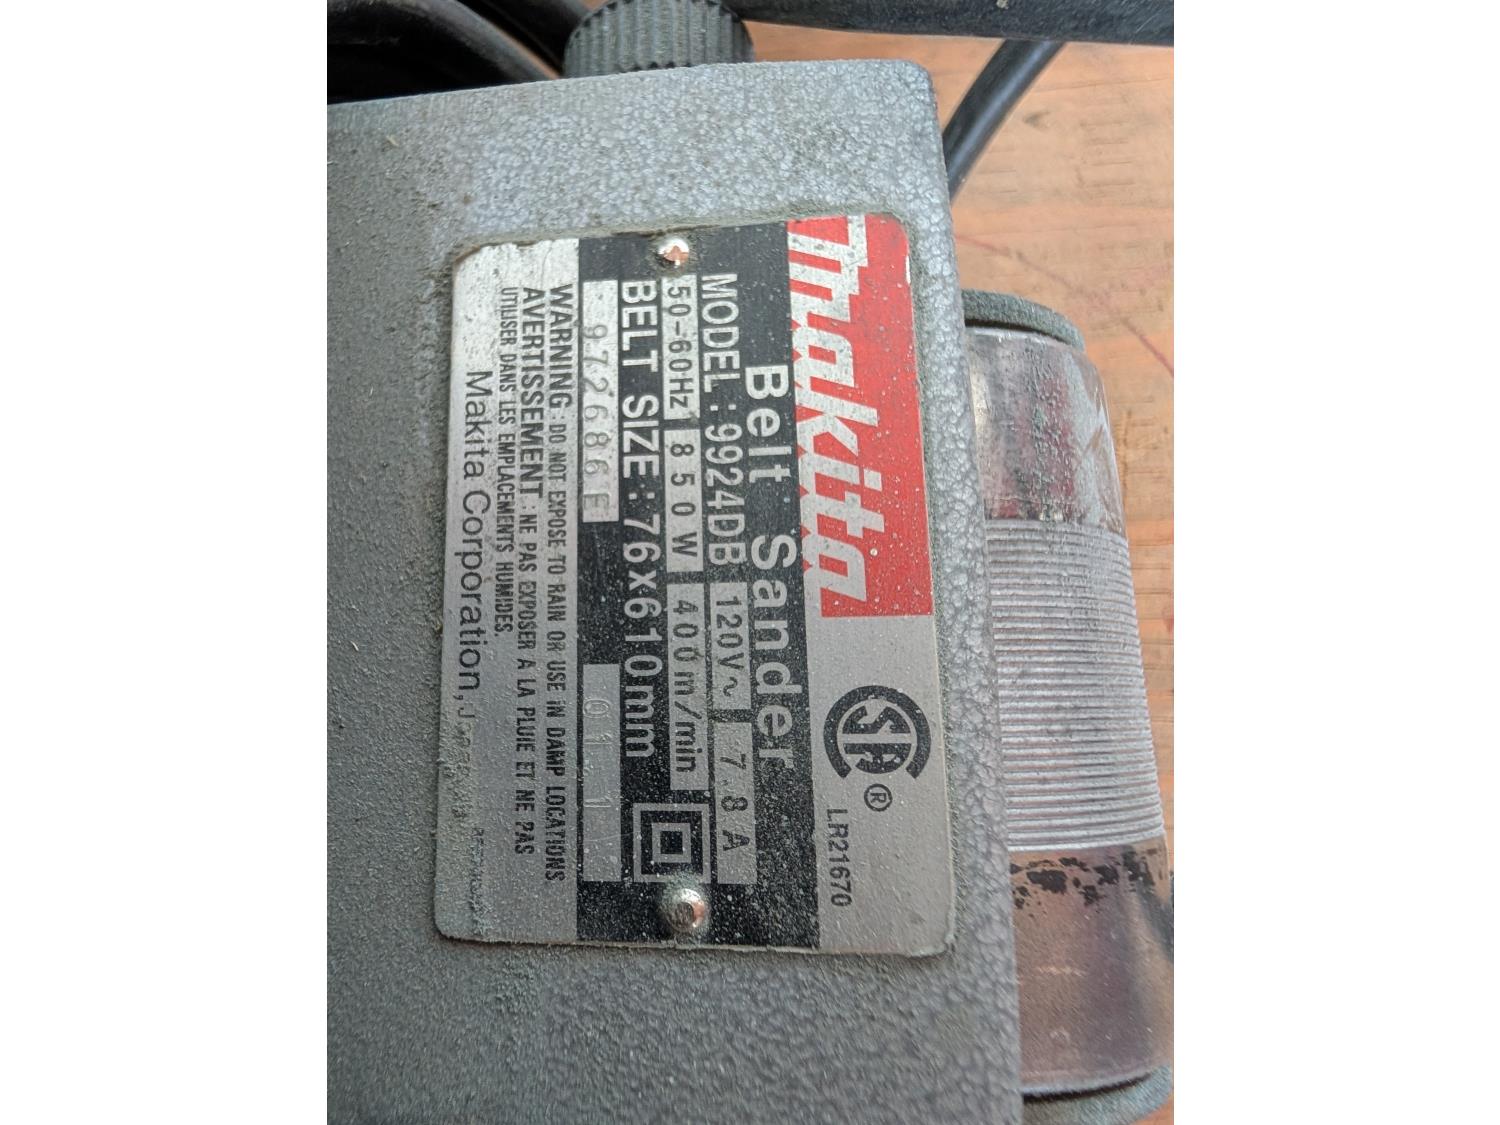 makita
LR21670
Belt Sander
MODEL : 9924DB 120V~ 7.8A
50-60Hz 850W 400m/min
BELT SIZE : 76X610mm
972686E
WARNING : DO NOT EXPOSE TO RAIN OR USE IN DAMP LOCATIONS.
AVERTISSEMENT : NE PAS EXPOSER A LA PLUIE ET NE PAS
UTILISER DANS LES EMPLACEMENTS HUMIDES.
Makita Corporation,